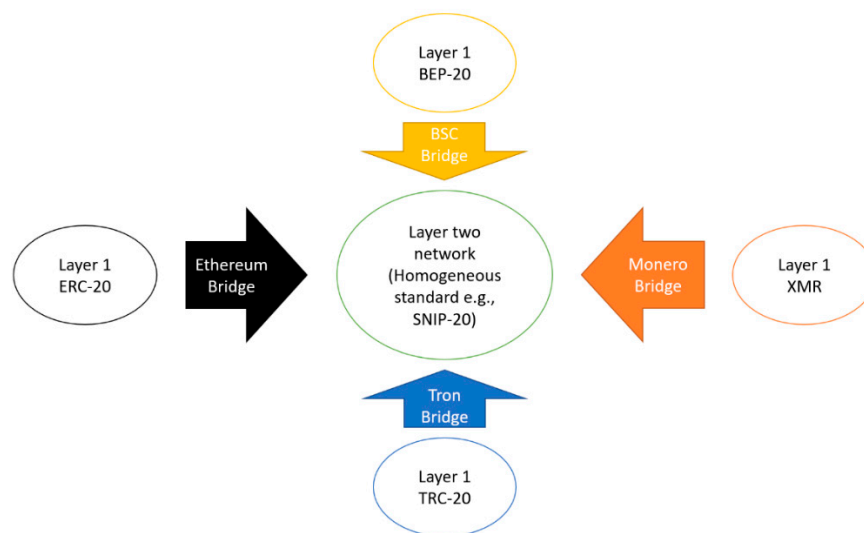 Layer 1
BEP-20
BSC
Bridge
Layer 1
ERC-20
Ethereum
Bridge
Layer two
network
(Homogeneous
standard e.g.,
SNIP-20)
Monero
Bridge
Layer 1
XMR
Tron
Bridge
Layer 1
TRC-20